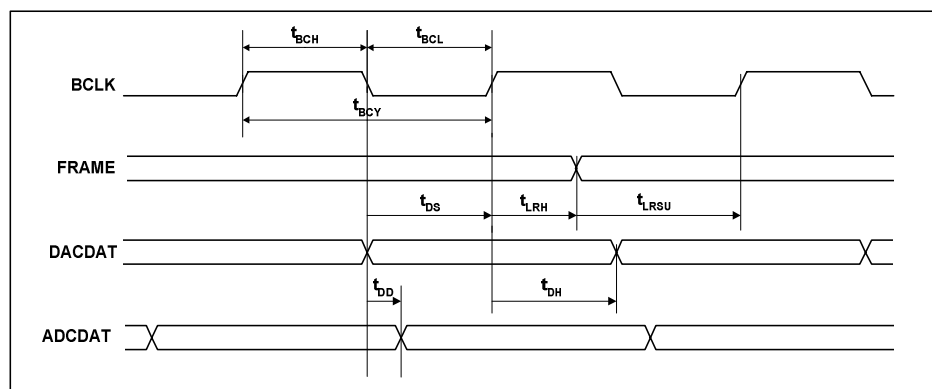 tBCH tBCL
BCLK
tBCY
FRAME
tDS tLRH tLRSU
DACDAT
tDD tDH
ADCDAT